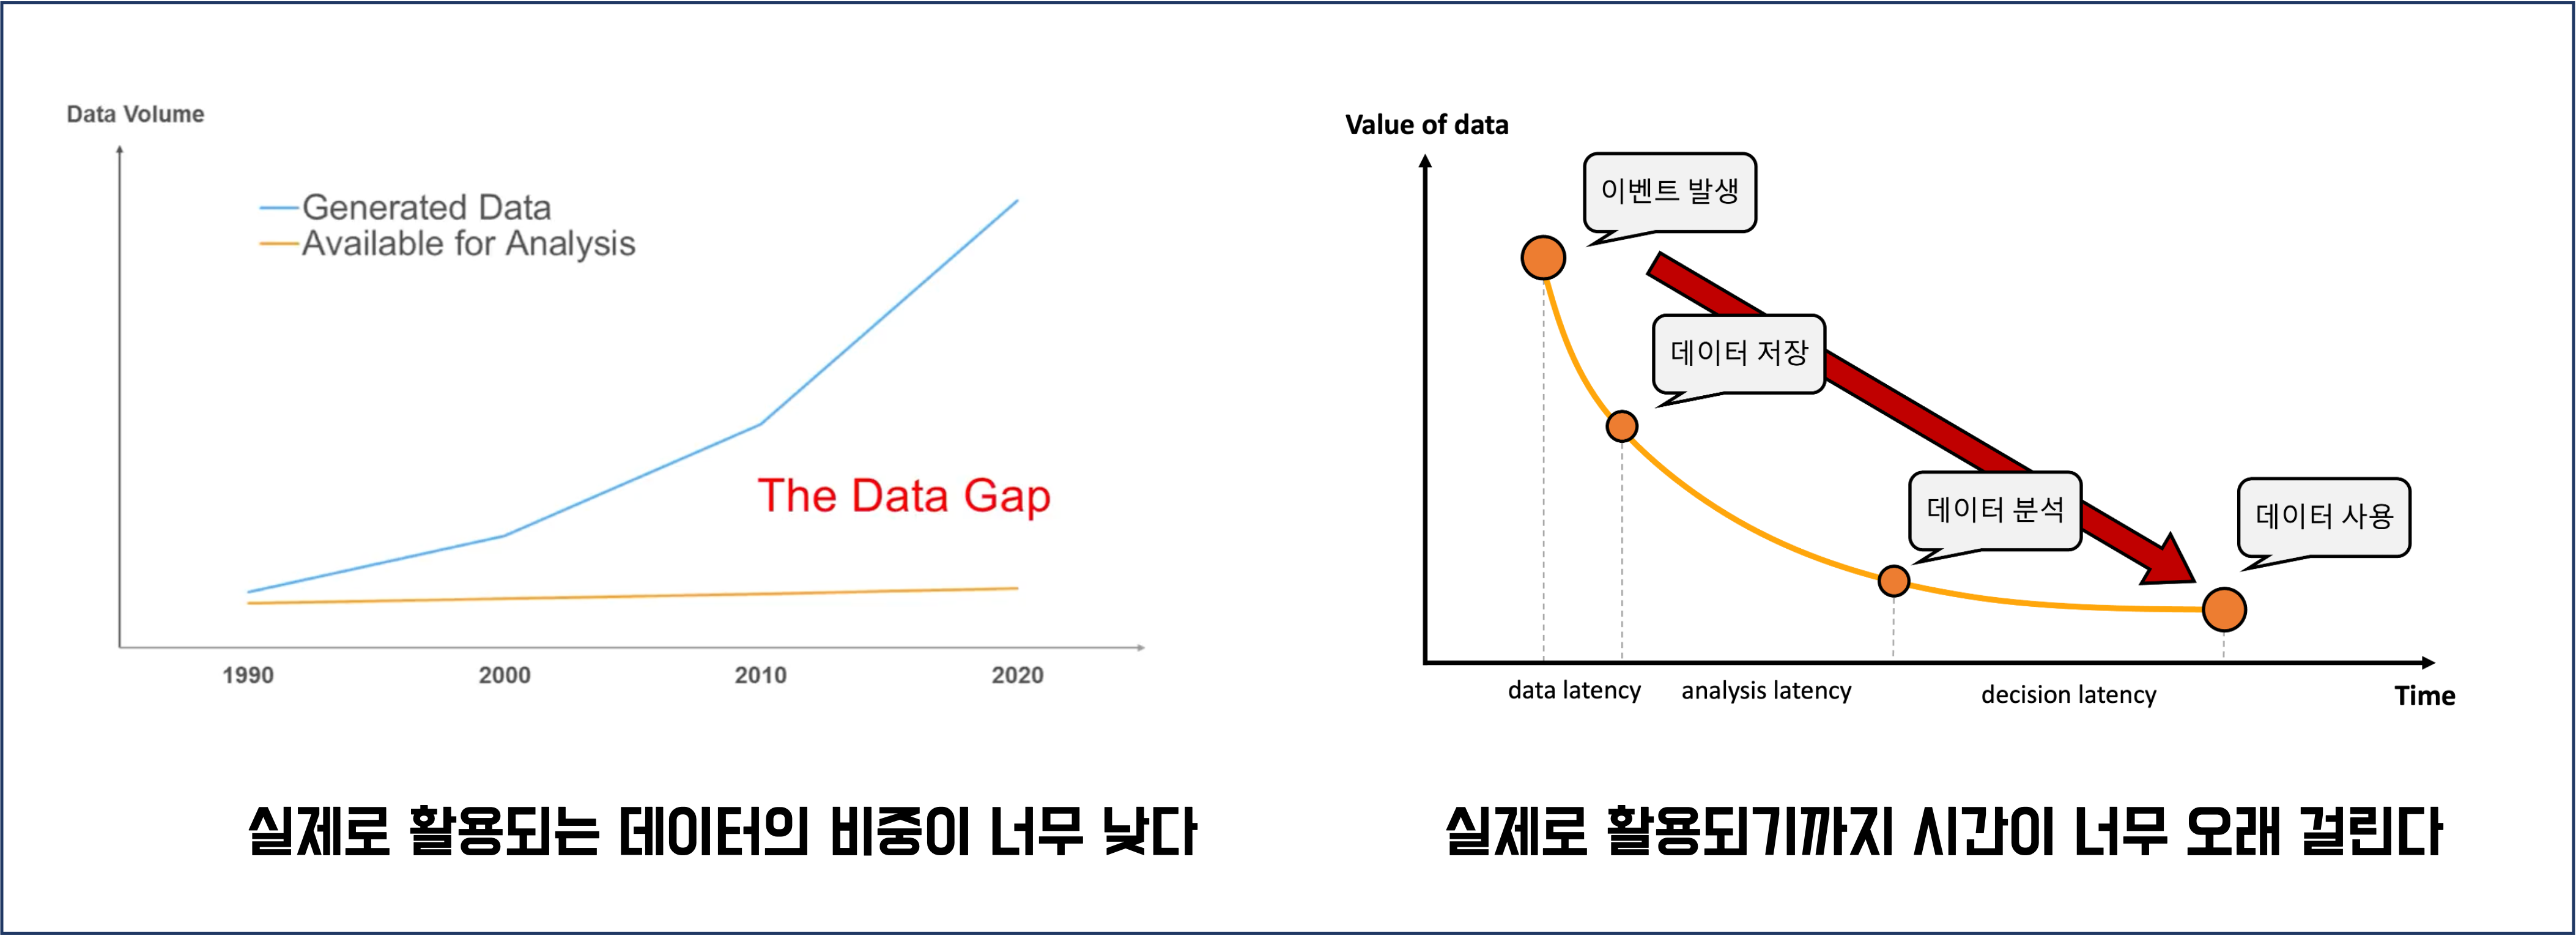 Data Volume
Generated Data
Available for Analysis
The Data Gap
1990 2000 2010 2020
실제로 활용되는 데이터의 비중이 너무 낮다
Value of data
이벤트 발생
데이터 저장
데이터 분석
데이터 사용
data latency analysis latency decision latency
Time
실제로 활용되기까지 시간이 너무 오래 걸린다